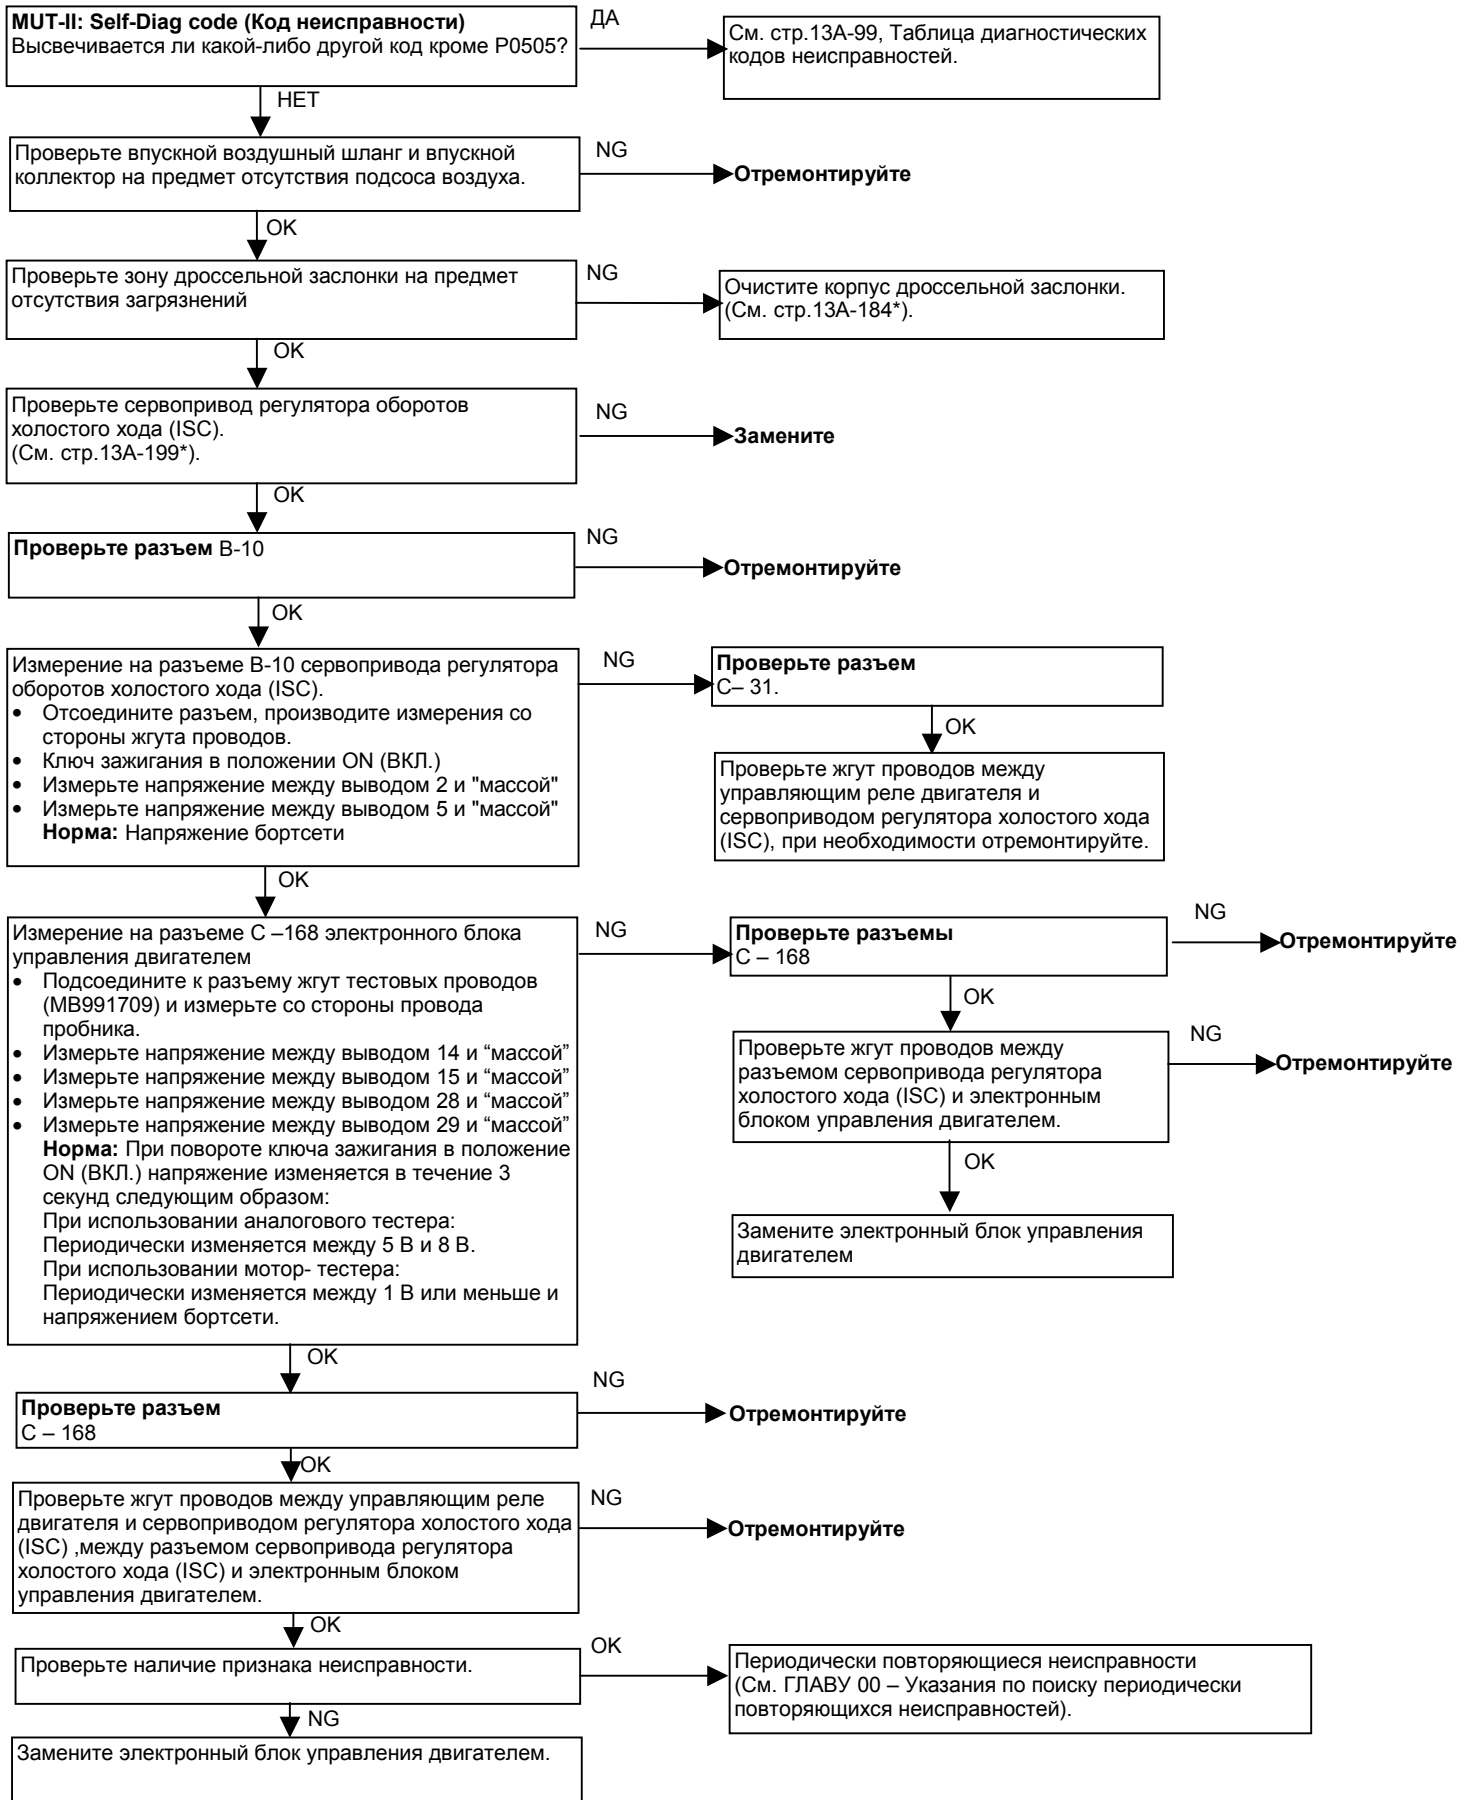 MUT-II: Self-Diag code (Код неисправности)
Высвечивается ли какой-либо другой код кроме P0505?
ДА
См. стр.13A-99, Таблица диагностических
кодов неисправностей.
НЕТ
Проверьте впускной воздушный шланг и впускной
коллектор на предмет отсутствия подсоса воздуха.
NG
Отремонтируйте
OK
Проверьте зону дроссельной заслонки на предмет
отсутствия загрязнений
NG
Очистите корпус дроссельной заслонки.
(См. стр.13A-184*).
OK
Проверьте сервопривод регулятора оборотов
холостого хода (ISC).
(См. стр.13A-199*).
NG
Замените
OK
Проверьте разъем B-10
NG
Отремонтируйте
OK
Измерение на разъеме B-10 сервопривода регулятора
оборотов холостого хода (ISC).
• Отсоедините разъем, производите измерения со
стороны жгута проводов.
• Ключ зажигания в положении ON (ВКЛ.)
• Измерьте напряжение между выводом 2 и "массой"
• Измерьте напряжение между выводом 5 и "массой"
Норма: Напряжение бортсети
NG
Проверьте разъем
C– 31.
OK
Проверьте жгут проводов между
управляющим реле двигателя и
сервоприводом регулятора холостого хода
(ISC), при необходимости отремонтируйте.
OK
Измерение на разъеме C –168 электронного блока
управления двигателем
• Подсоедините к разъему жгут тестовых проводов
(MB991709) и измерьте со стороны провода
пробника.
• Измерьте напряжение между выводом 14 и “массой”
• Измерьте напряжение между выводом 15 и “массой”
• Измерьте напряжение между выводом 28 и “массой”
• Измерьте напряжение между выводом 29 и “массой”
Норма: При повороте ключа зажигания в положение
ON (ВКЛ.) напряжение изменяется в течение 3
секунд следующим образом:
При использовании аналогового тестера:
Периодически изменяется между 5 В и 8 В.
При использовании мотор- тестера:
Периодически изменяется между 1 В или меньше и
напряжением бортсети.
NG
Проверьте разъемы
C – 168
NG
Отремонтируйте
OK
Проверьте жгут проводов между
разъемом сервопривода регулятора
холостого хода (ISC) и электронным
блоком управления двигателем.
NG
Отремонтируйте
OK
Замените электронный блок управления
двигателем
OK
Проверьте разъем
C – 168
NG
Отремонтируйте
OK
Проверьте жгут проводов между управляющим реле
двигателя и сервоприводом регулятора холостого хода
(ISC) ,между разъемом сервопривода регулятора
холостого хода (ISC) и электронным блоком
управления двигателем.
NG
Отремонтируйте
OK
Проверьте наличие признака неисправности.
OK
Периодически повторяющиеся неисправности
(См. ГЛАВУ 00 – Указания по поиску периодически
повторяющихся неисправностей).
NG
Замените электронный блок управления двигателем.